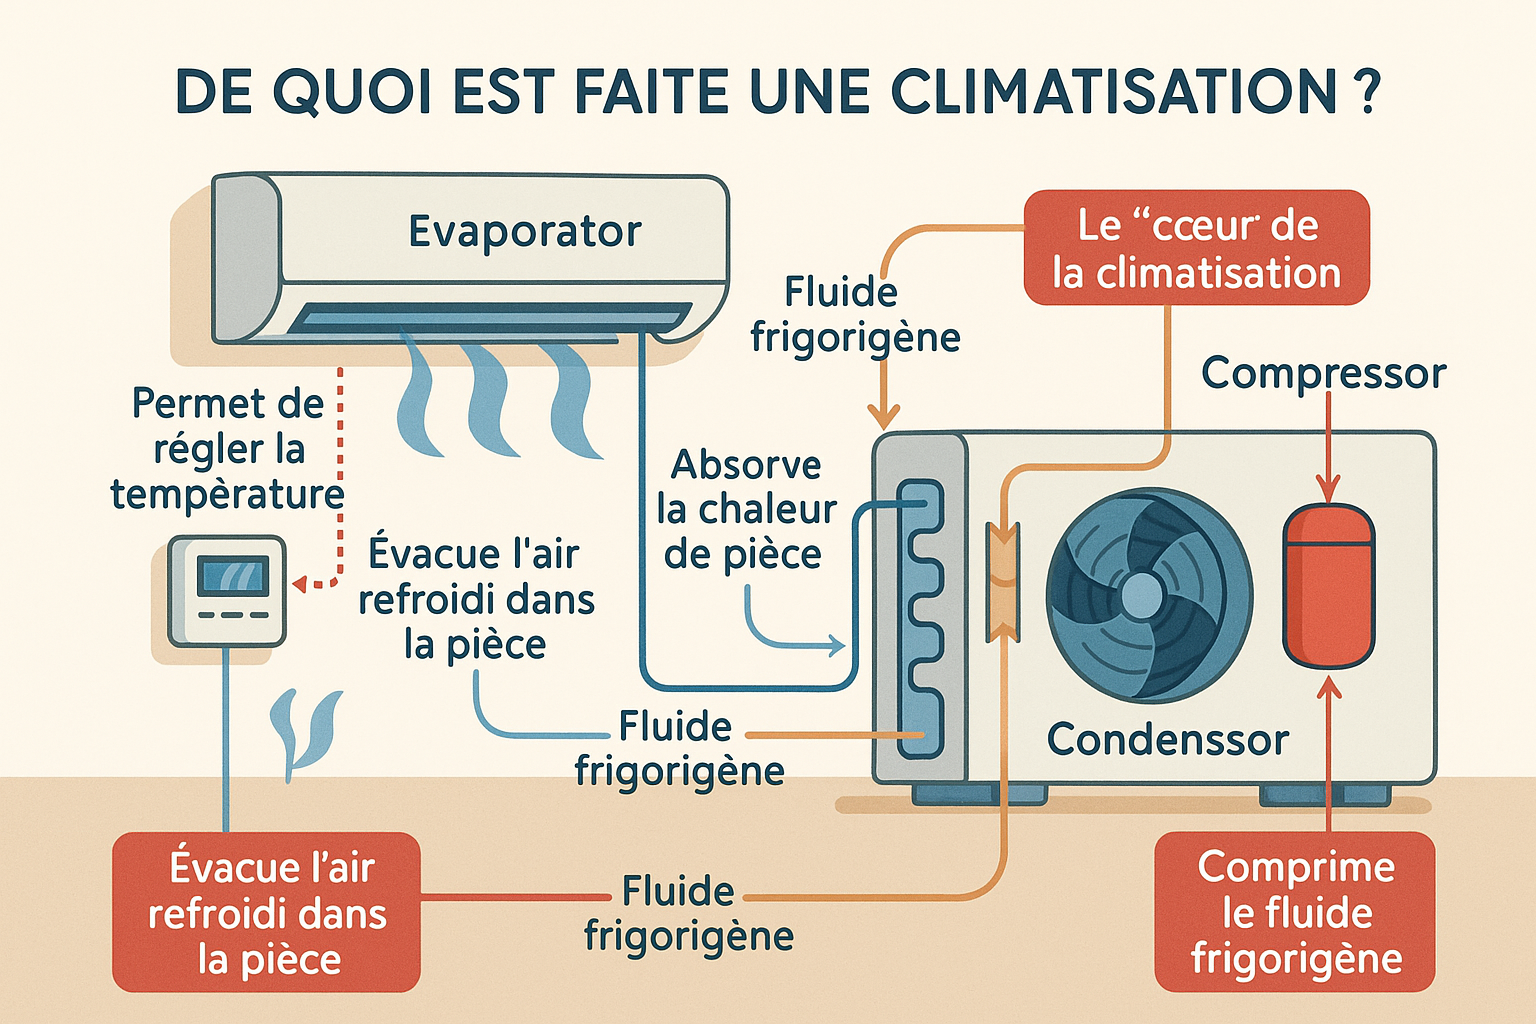 DE QUOI EST FAITE UNE CLIMATISATION ?
Evaporator
Le “cœur· de
la climatisation
Fluide
frigorigène
Compressor
Permet de
régler la
tempèrature
Absorve
la chaleur
de pièce
Évacue l'air
refroidi dans
la pièce
Fluide
frigorigène
Condenssor
Évacue l’air
refroidi dans
la pièce
Fluide
frigorigène
Comprime
le fluide
frigorigène